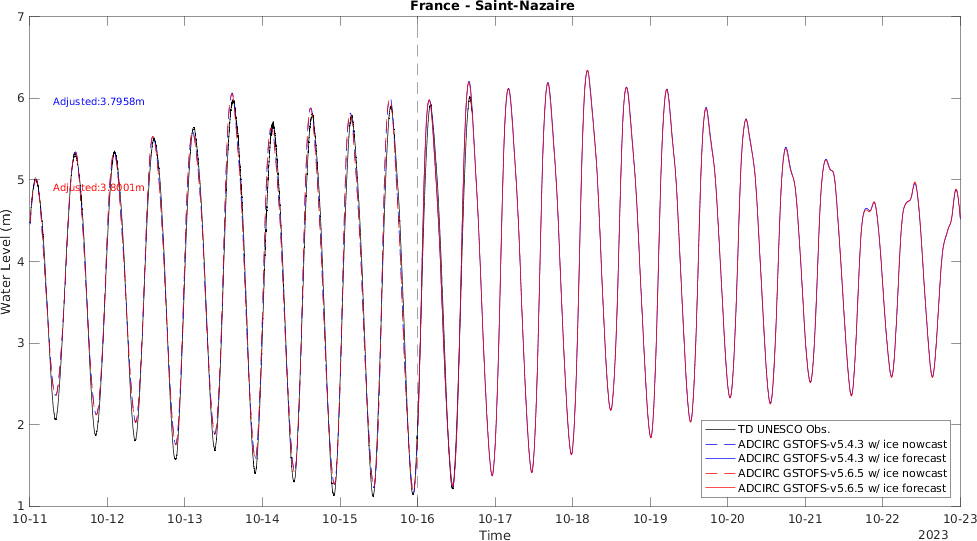 France - Saint-Nazaire
7
6
5
4
3
2
1
Water Level (m)
Adjusted:3.7958m
Adjusted:3.8001m
TD UNESCO Obs.
ADCIRC GSTOFS-v5.4.3 w/ ice nowcast
ADCIRC GSTOFS-v5.4.3 w/ ice forecast
ADCIRC GSTOFS-v5.6.5 w/ ice nowcast
ADCIRC GSTOFS-v5.6.5 w/ ice forecast
10-11 10-12 10-13 10-14 10-15 10-16 10-17 10-18 10-19 10-20 10-21 10-22 10-23
Time
2023